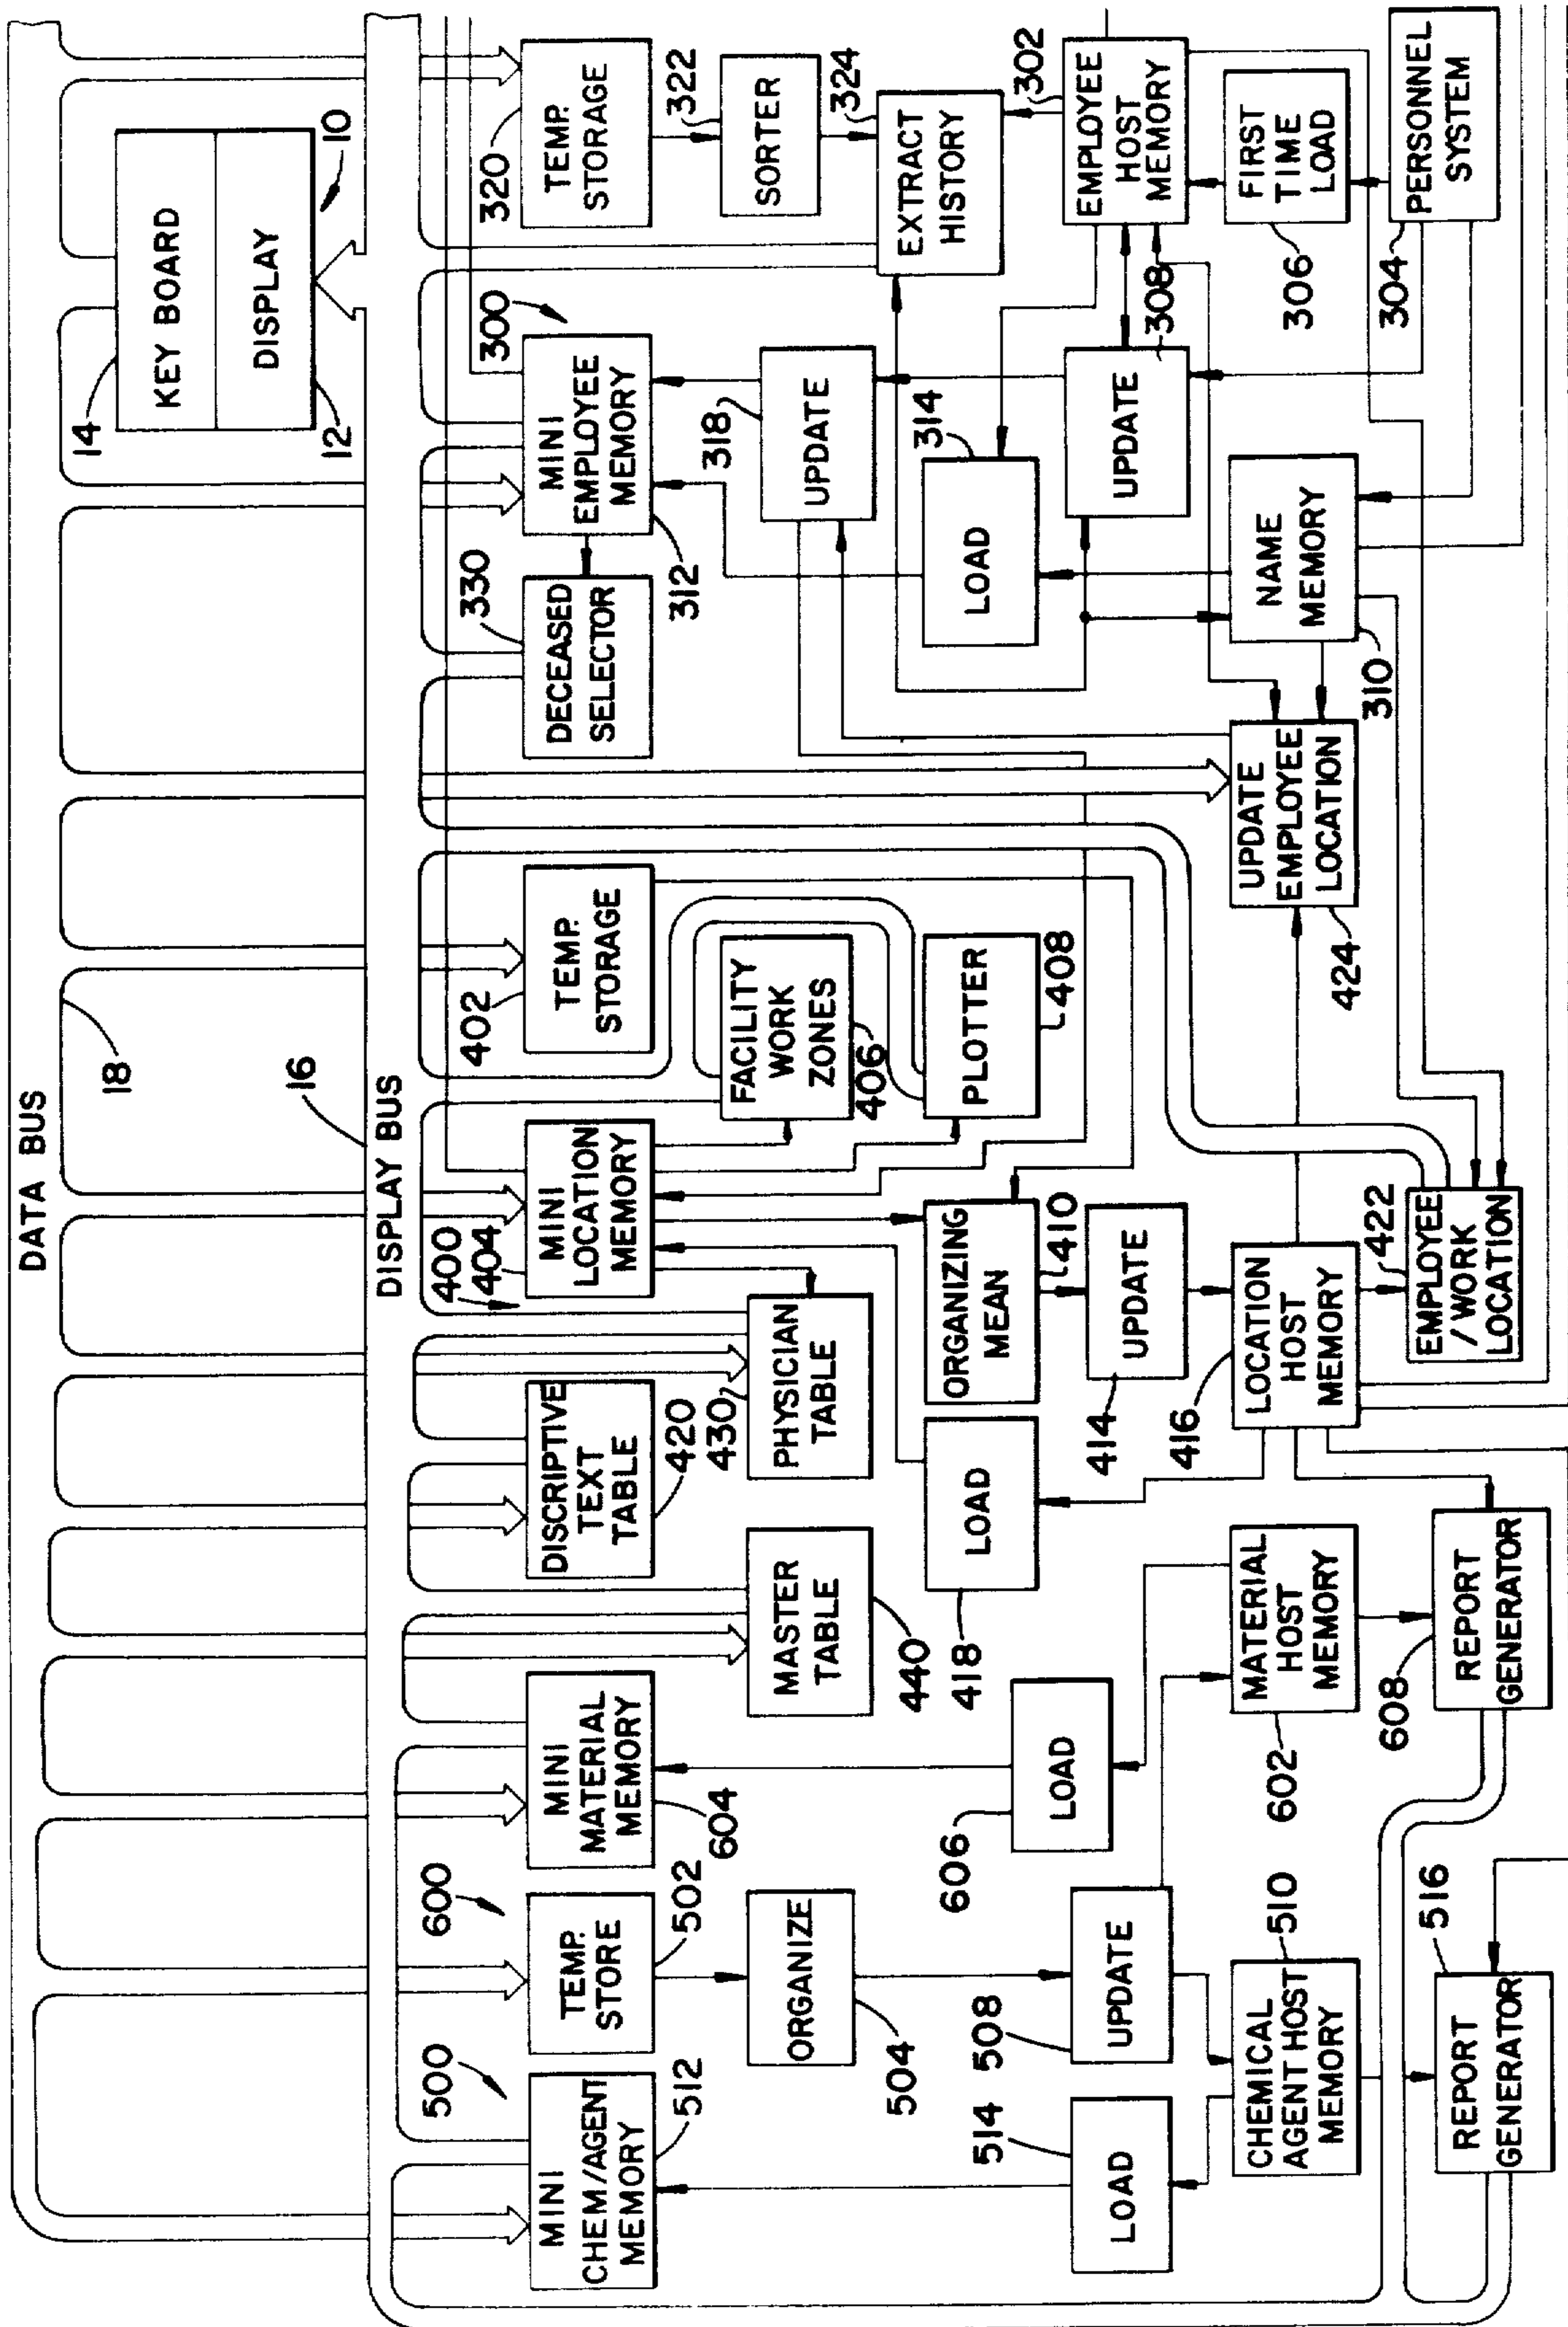 DATA BUS
18
16
DISPLAY BUS
14
KEY BOARD
DISPLAY
12
10
500
MINI
CHEM/AGENT
MEMORY
512
600
TEMP.
STORE
502
MINI
MATERIAL
MEMORY
604
DISCRIPTIVE
TEXT
TABLE
420
400
404
MINI
LOCATION
MEMORY
402
TEMP.
STORAGE
330
DECEASED
SELECTOR
300
MINI
EMPLOYEE
MEMORY
312
320
TEMP.
STORAGE
322
ORGANIZE
504
MASTER
TABLE
440
430
PHYSICIAN
TABLE
FACILITY
WORK
ZONES
406
318
UPDATE
SORTER
324
606
LOAD
418
LOAD
ORGANIZING
MEAN
410
PLOTTER
408
314
LOAD
EXTRACT
HISTORY
302
514
LOAD
508
UPDATE
414
UPDATE
UPDATE
308
EMPLOYEE
HOST
MEMORY
CHEMICAL
AGENT HOST
MEMORY
510
MATERIAL
HOST
MEMORY
602
416
LOCATION
HOST
MEMORY
422
UPDATE
EMPLOYEE
LOCATION
424
NAME
MEMORY
310
FIRST
TIME
LOAD
306
516
REPORT
GENERATOR
608
REPORT
GENERATOR
EMPLOYEE
/WORK
LOCATION
304
PERSONNEL
SYSTEM